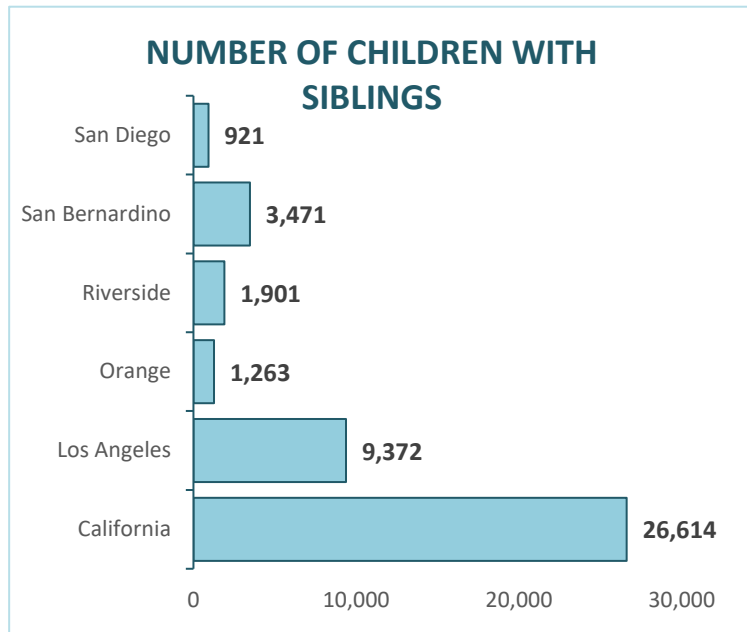 NUMBER OF CHILDREN WITH
SIBLINGS
San Diego 921
San Bernardino 3,471
Riverside 1,901
Orange 1,263
Los Angeles 9,372
California 26,614
0 10,000 20,000 30,000